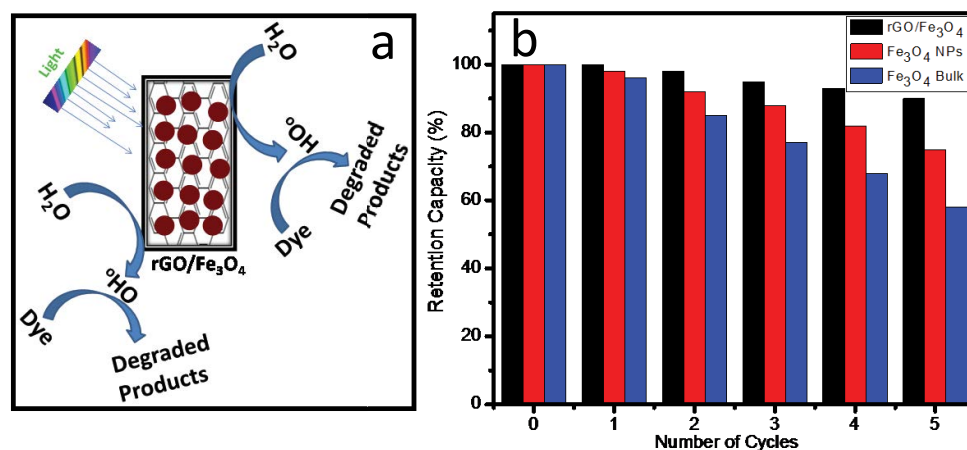 a
Light
H₂O
°OH
Degraded
Products
Dye
H₂O
rGO/Fe₃O₄
°HO
Dye
Degraded
Products
b
rGO/Fe₃O₄
Fe₃O₄ NPs
Fe₃O₄ Bulk
Retention Capacity (%)
100
80
60
40
20
0
0 1 2 3 4 5
Number of Cycles